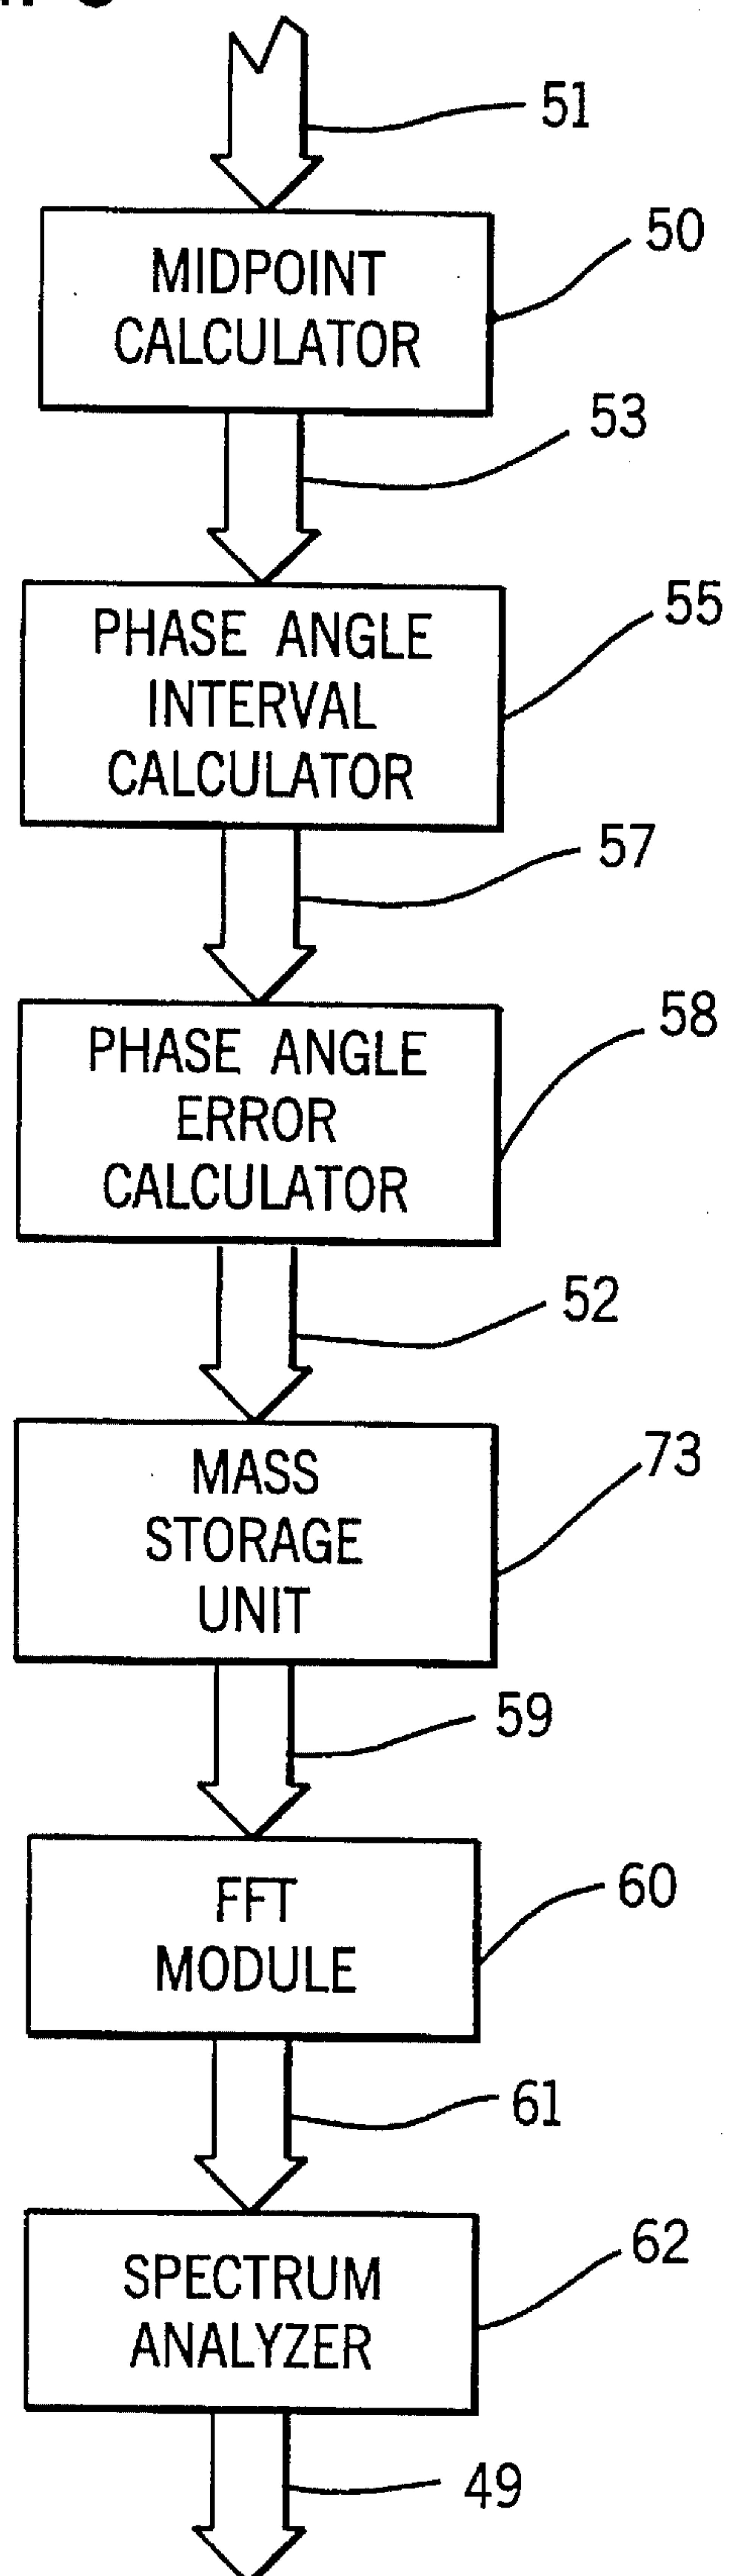 51
50
MIDPOINT
CALCULATOR
53
55
PHASE ANGLE
INTERVAL
CALCULATOR
57
58
PHASE ANGLE
ERROR
CALCULATOR
52
73
MASS
STORAGE
UNIT
59
60
FFT
MODULE
61
62
SPECTRUM
ANALYZER
49